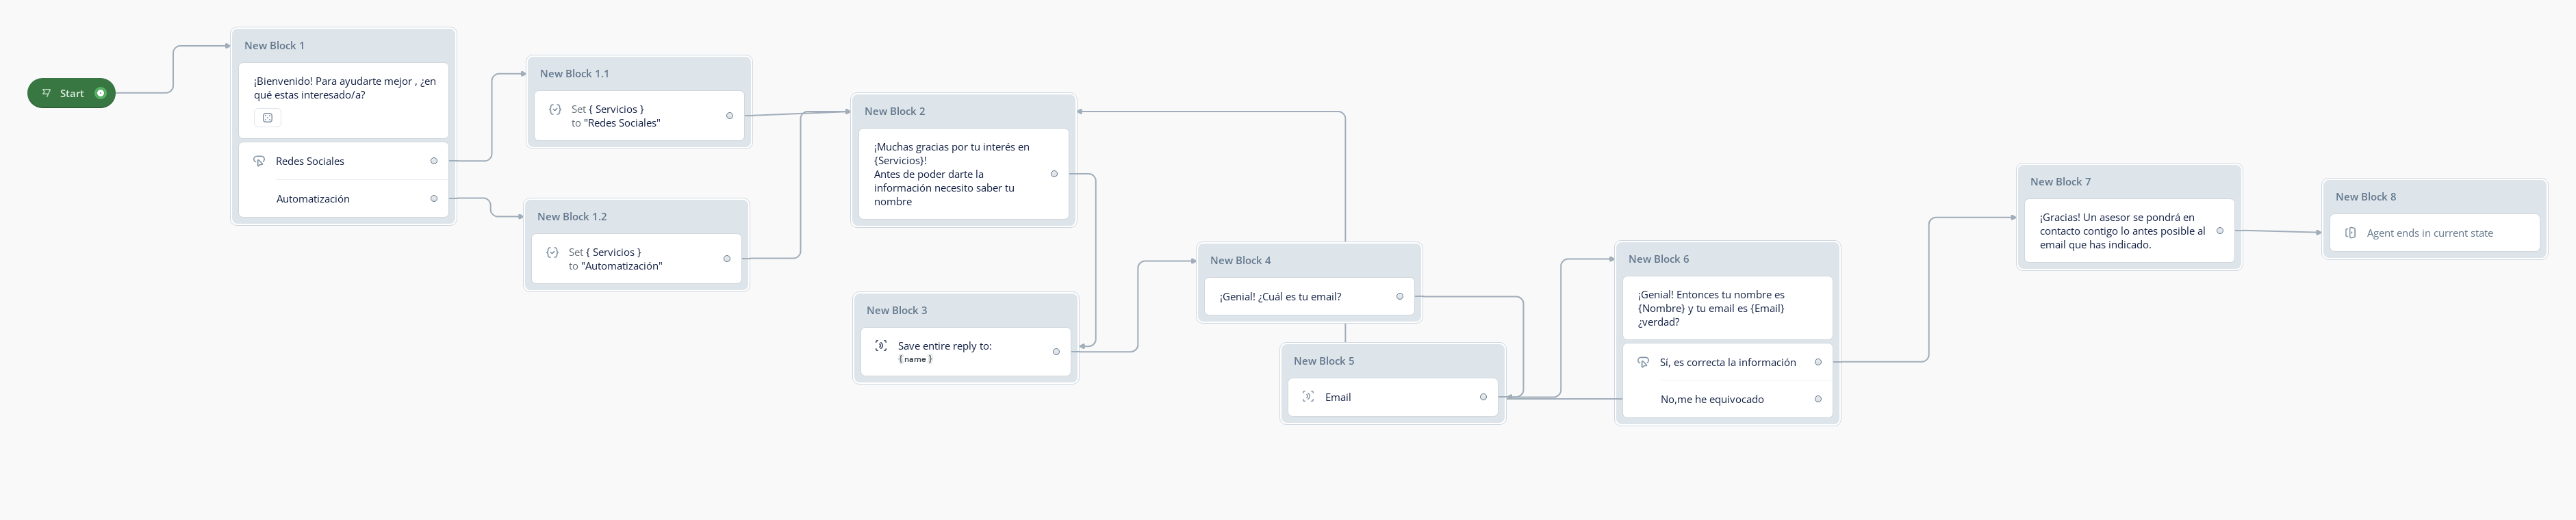 Start
New Block 1
¡Bienvenido! Para ayudarte mejor , ¿en
qué estas interesado/a?
Redes Sociales
Automatización
New Block 1.1
Set { Servicios }
to "Redes Sociales"
New Block 1.2
Set { Servicios }
to "Automatización"
New Block 2
¡Muchas gracias por tu interés en
{Servicios}!
Antes de poder darte la
información necesito saber tu
nombre
New Block 3
Save entire reply to:
{name}
New Block 4
¡Genial! ¿Cuál es tu email?
New Block 5
Email
New Block 6
¡Genial! Entonces tu nombre es
{Nombre} y tu email es {Email}
¿verdad?
Sí, es correcta la información
No,me he equivocado
New Block 7
¡Gracias! Un asesor se pondrá en
contacto contigo lo antes posible al
email que has indicado.
New Block 8
Agent ends in current state